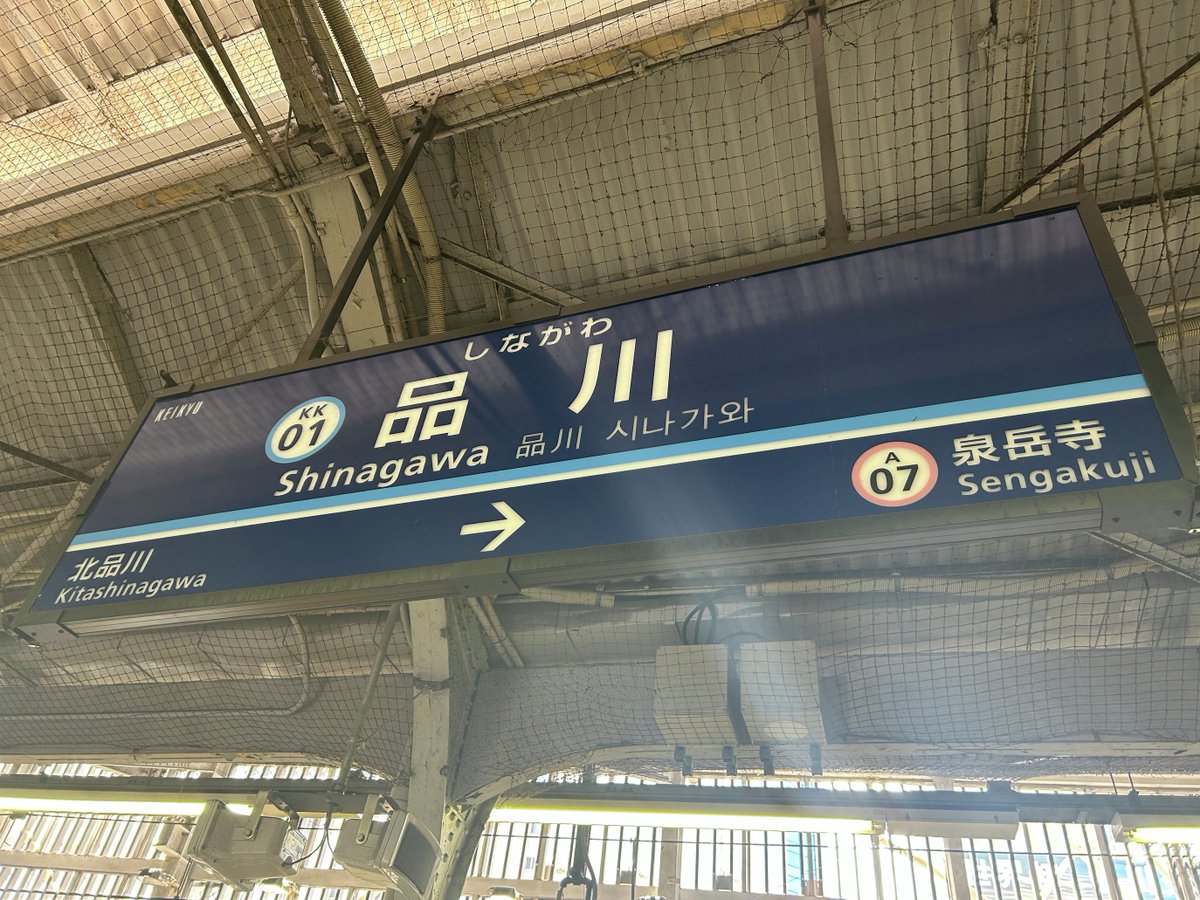 KEIKYU
しながわ
KK
01
品川
Shinagawa
品川 시나가와
北品川
Kitashinagawa
→
A
07
泉岳寺
Sengakuji